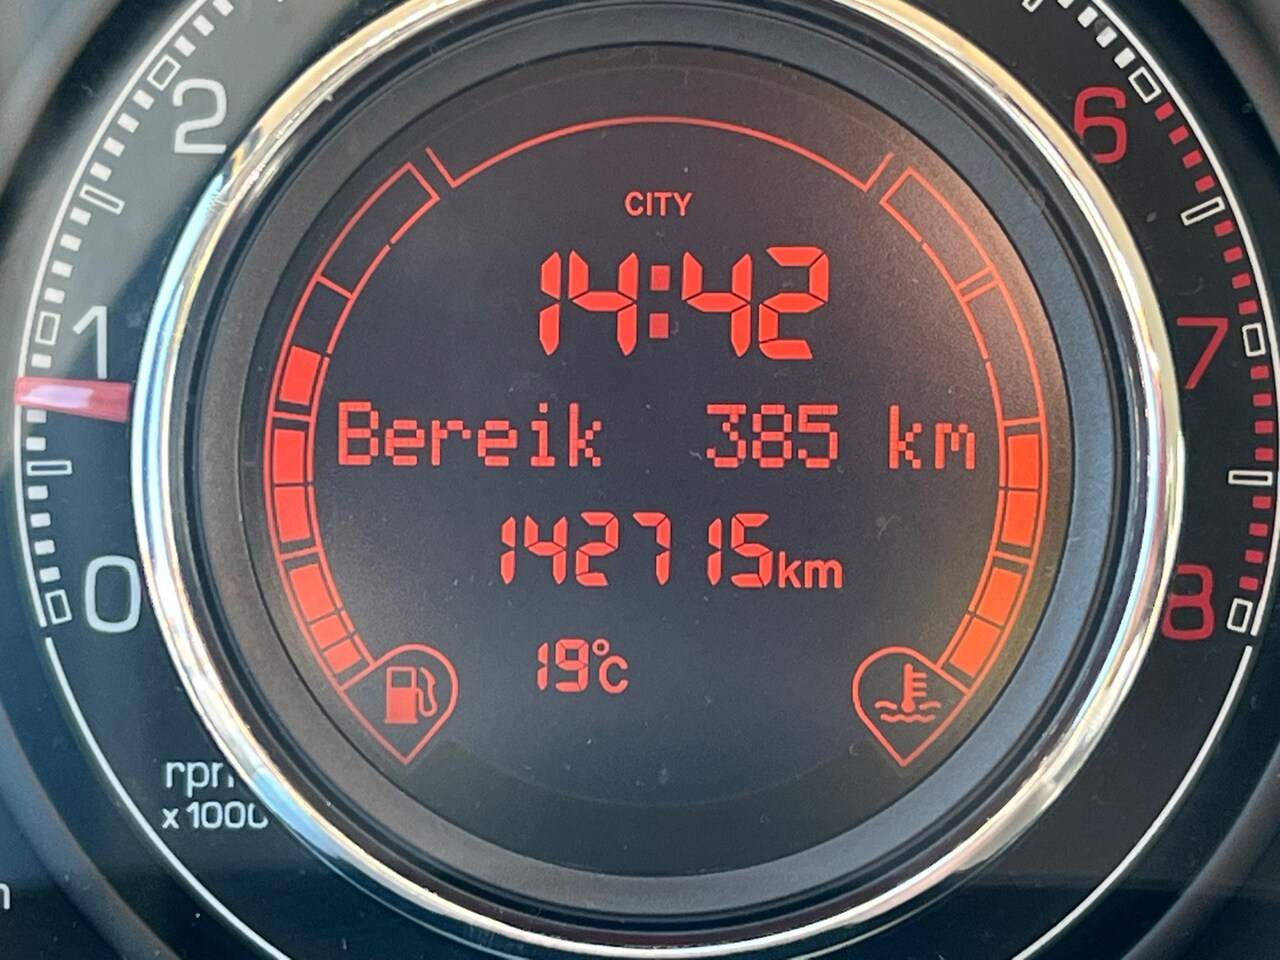 2
6
CITY
14:42
1
7
Bereik 385 km
142715km
0
8
19°C
rpm
x1000